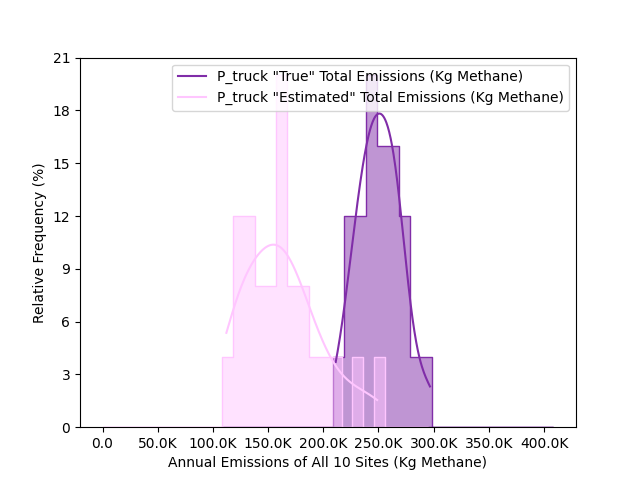 P_truck "True" Total Emissions (Kg Methane)
P_truck "Estimated" Total Emissions (Kg Methane)
21
18
15
12
9
6
3
0
Relative Frequency (%)
0.0 50.0K 100.0K 150.0K 200.0K 250.0K 300.0K 350.0K 400.0K
Annual Emissions of All 10 Sites (Kg Methane)